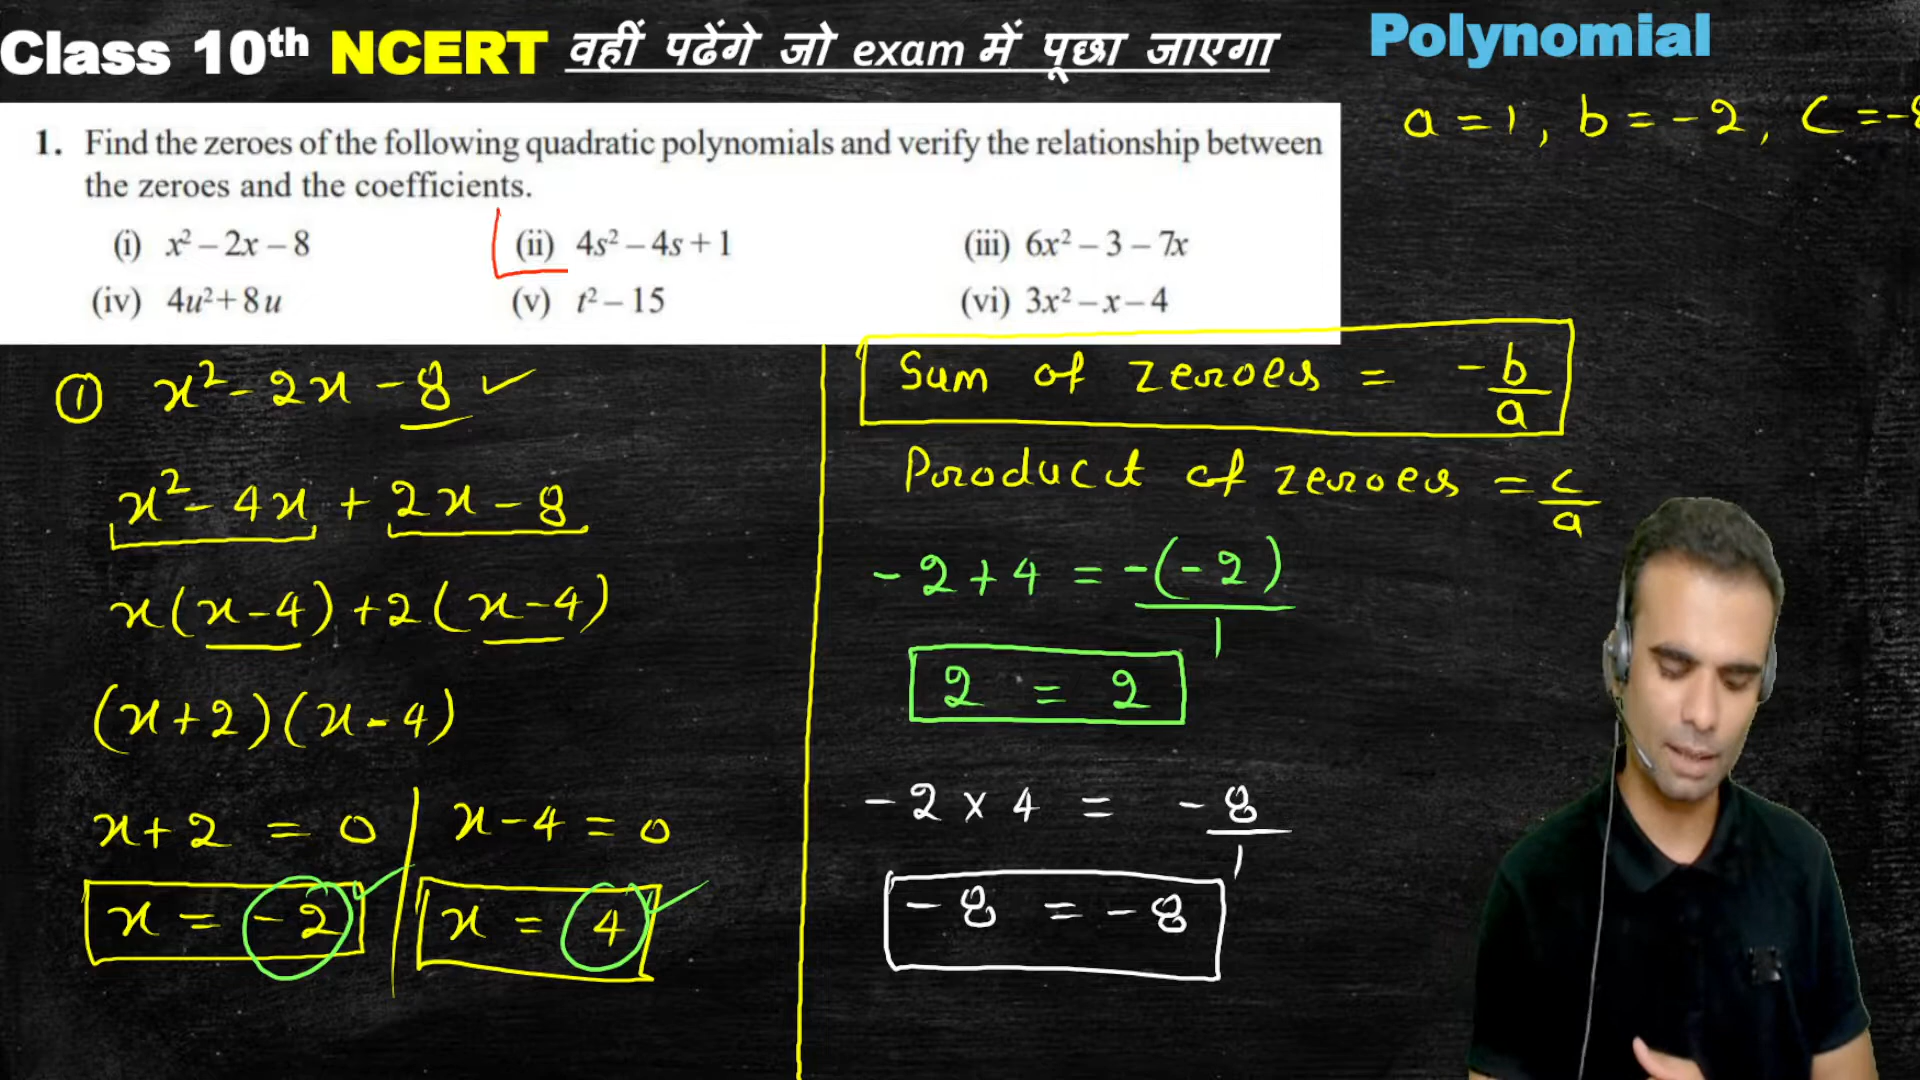 Class 10th NCERT वहीं पढेंगे जो exam में पूछा जाएगा
Polynomial
a = 1, b = -2, c = -8
1. Find the zeroes of the following quadratic polynomials and verify the relationship between
the zeroes and the coefficients.
(i) x² – 2x – 8 (ii) 4s² – 4s + 1 (iii) 6x² – 3 – 7x
(iv) 4u² + 8u (v) t² – 15 (vi) 3x² – x – 4
① x² - 2x - 8 ✓
x² - 4x + 2x - 8
x(x-4) + 2(x-4)
(x+2)(x-4)
x+2 = 0 | x-4 = 0
x = -2 | x = 4
Sum of zeroes = -b/a
Product of zeroes = c/a
-2+4 = -(-2)/1
2 = 2
-2 × 4 = -8/1
-8 = -8